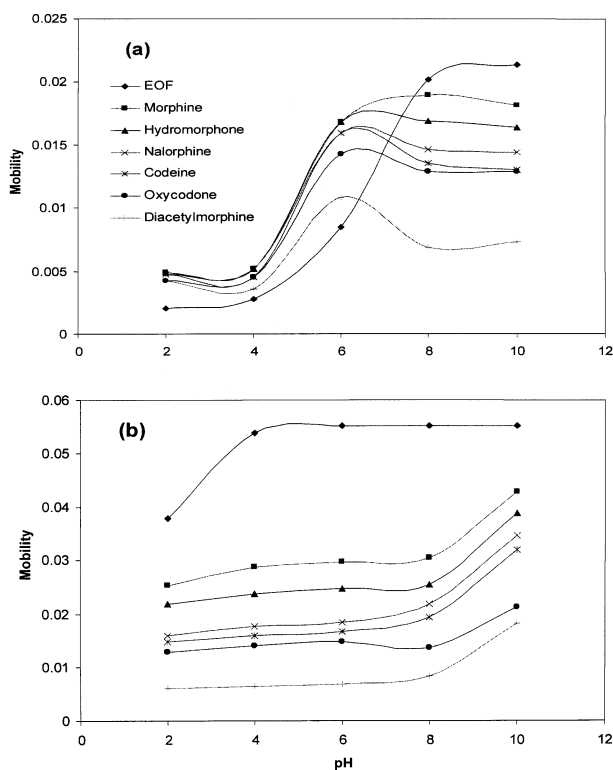 0.025
0.02
0.015
0.01
0.005
0
(a)
EOF
Morphine
Hydromorphone
Nalorphine
Codeine
Oxycodone
Diacetylmorphine
Mobility
0 2 4 6 8 10 12
0.06
0.05
0.04
0.03
0.02
0.01
0
(b)
Mobility
0 2 4 6 8 10 12
pH